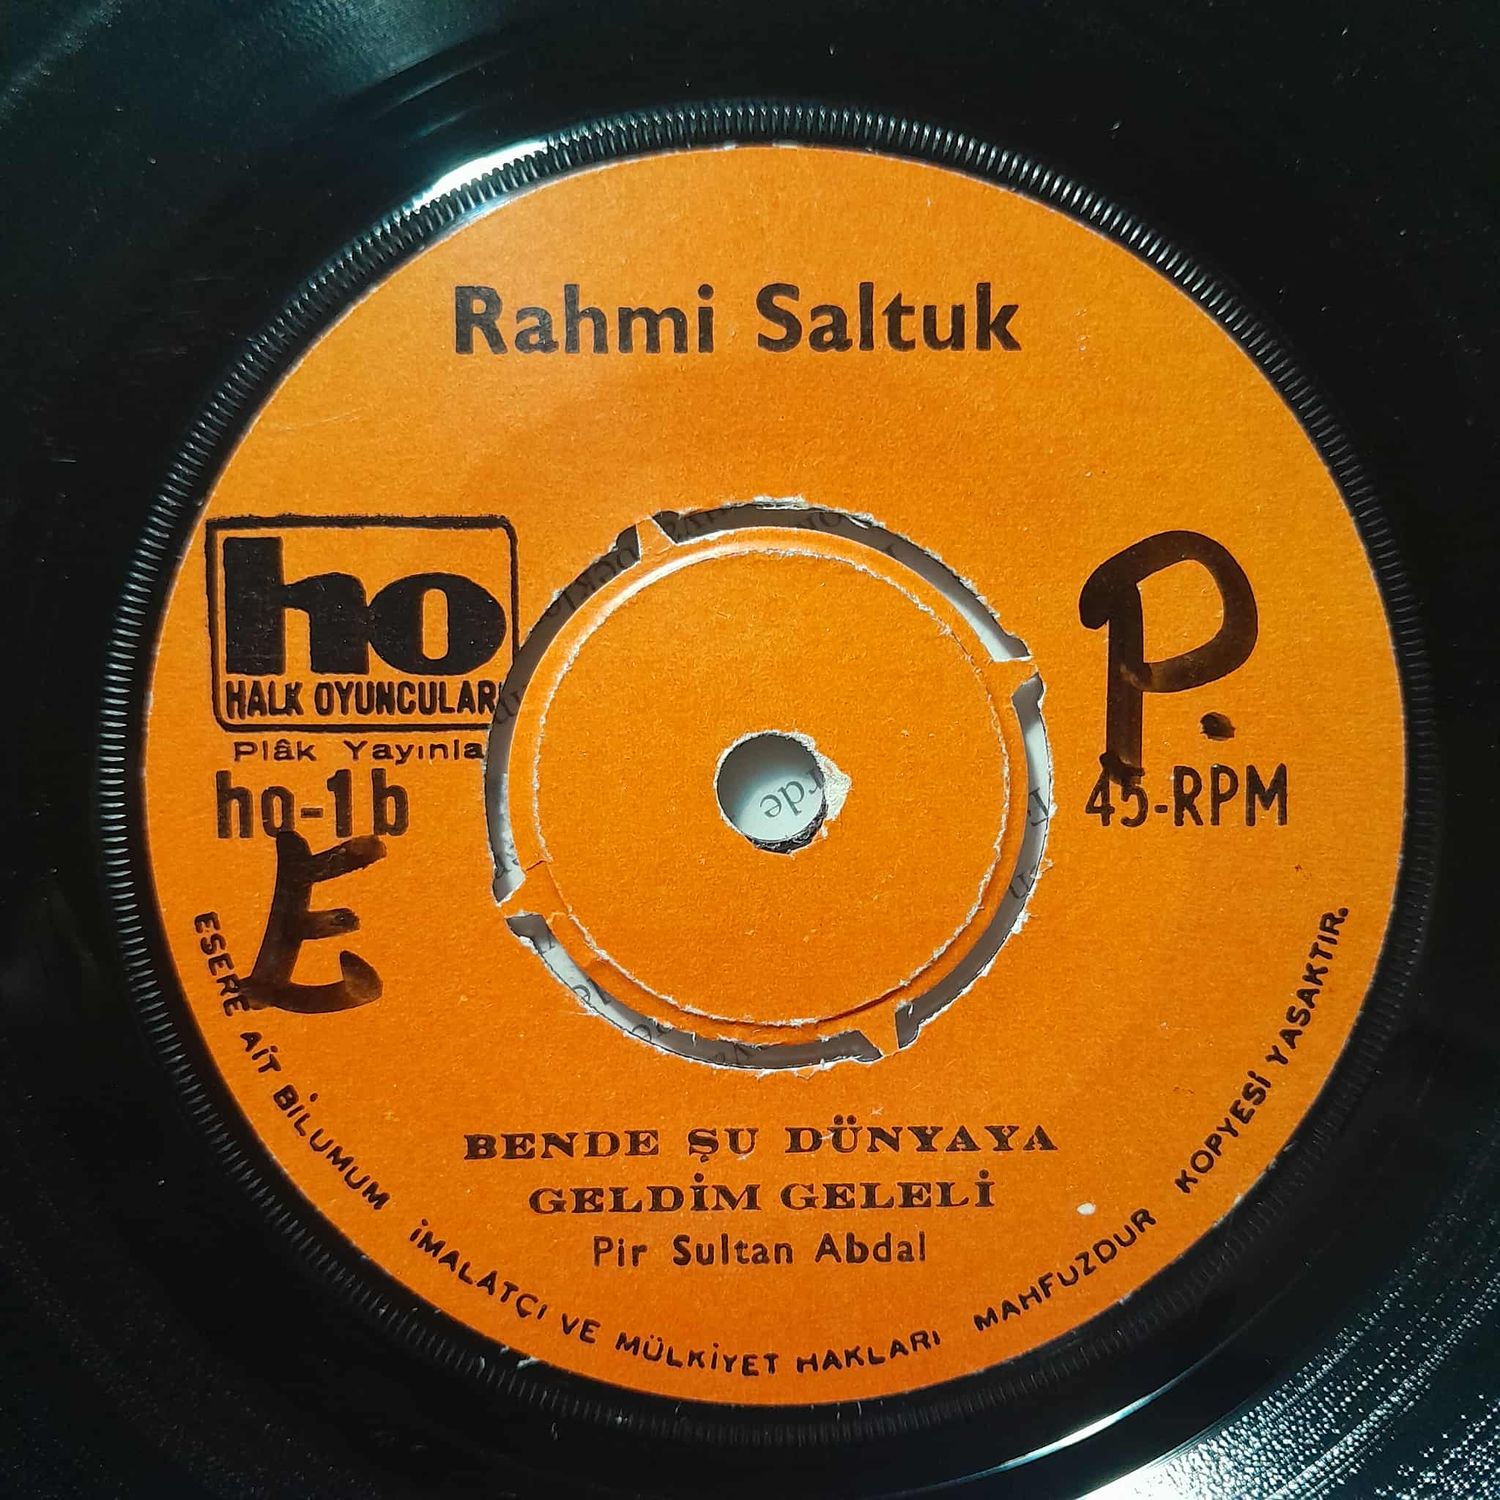 Rahmi Saltuk
ho
HALK OYUNCULARI
Plâk Yayınla
ho-1b
E
P.
45-RPM
BENDE ŞU DÜNYAYA
GELDİM GELELİ
Pir Sultan Abdal
ESERE AİT BİLUMUM İMALATÇI VE MÜLKİYET HAKLARI MAHFUZDUR KOPYESİ YASAKTIR.
rde